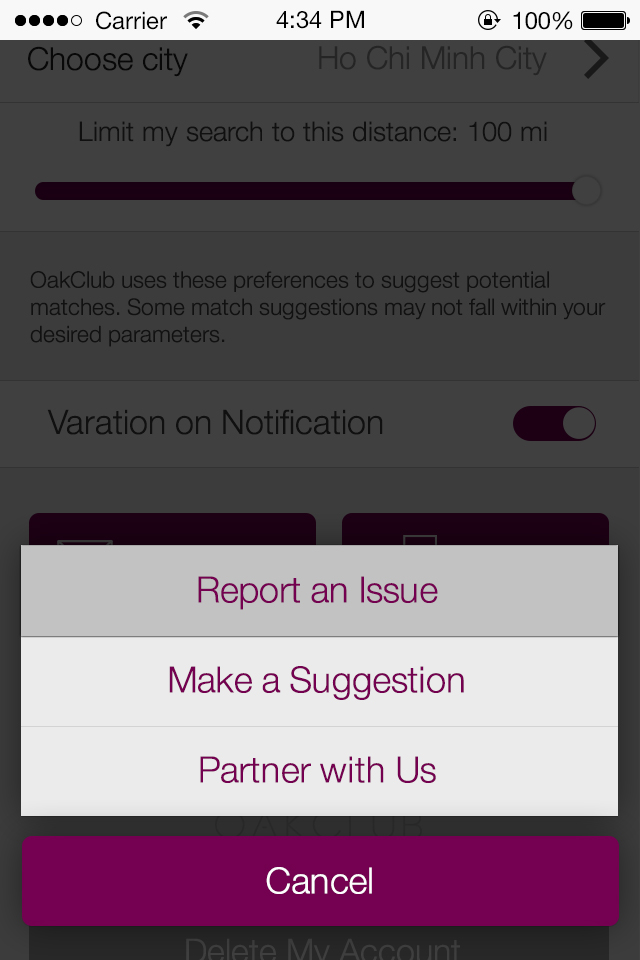 Carrier 4:34 PM 100%
Choose city Ho Chi Minh City
Limit my search to this distance: 100 mi
OakClub uses these preferences to suggest potential
matches. Some match suggestions may not fall within your
desired parameters.
Varation on Notification
Report an Issue
Make a Suggestion
Partner with Us
OAKCLUB
Cancel
Delete My Account